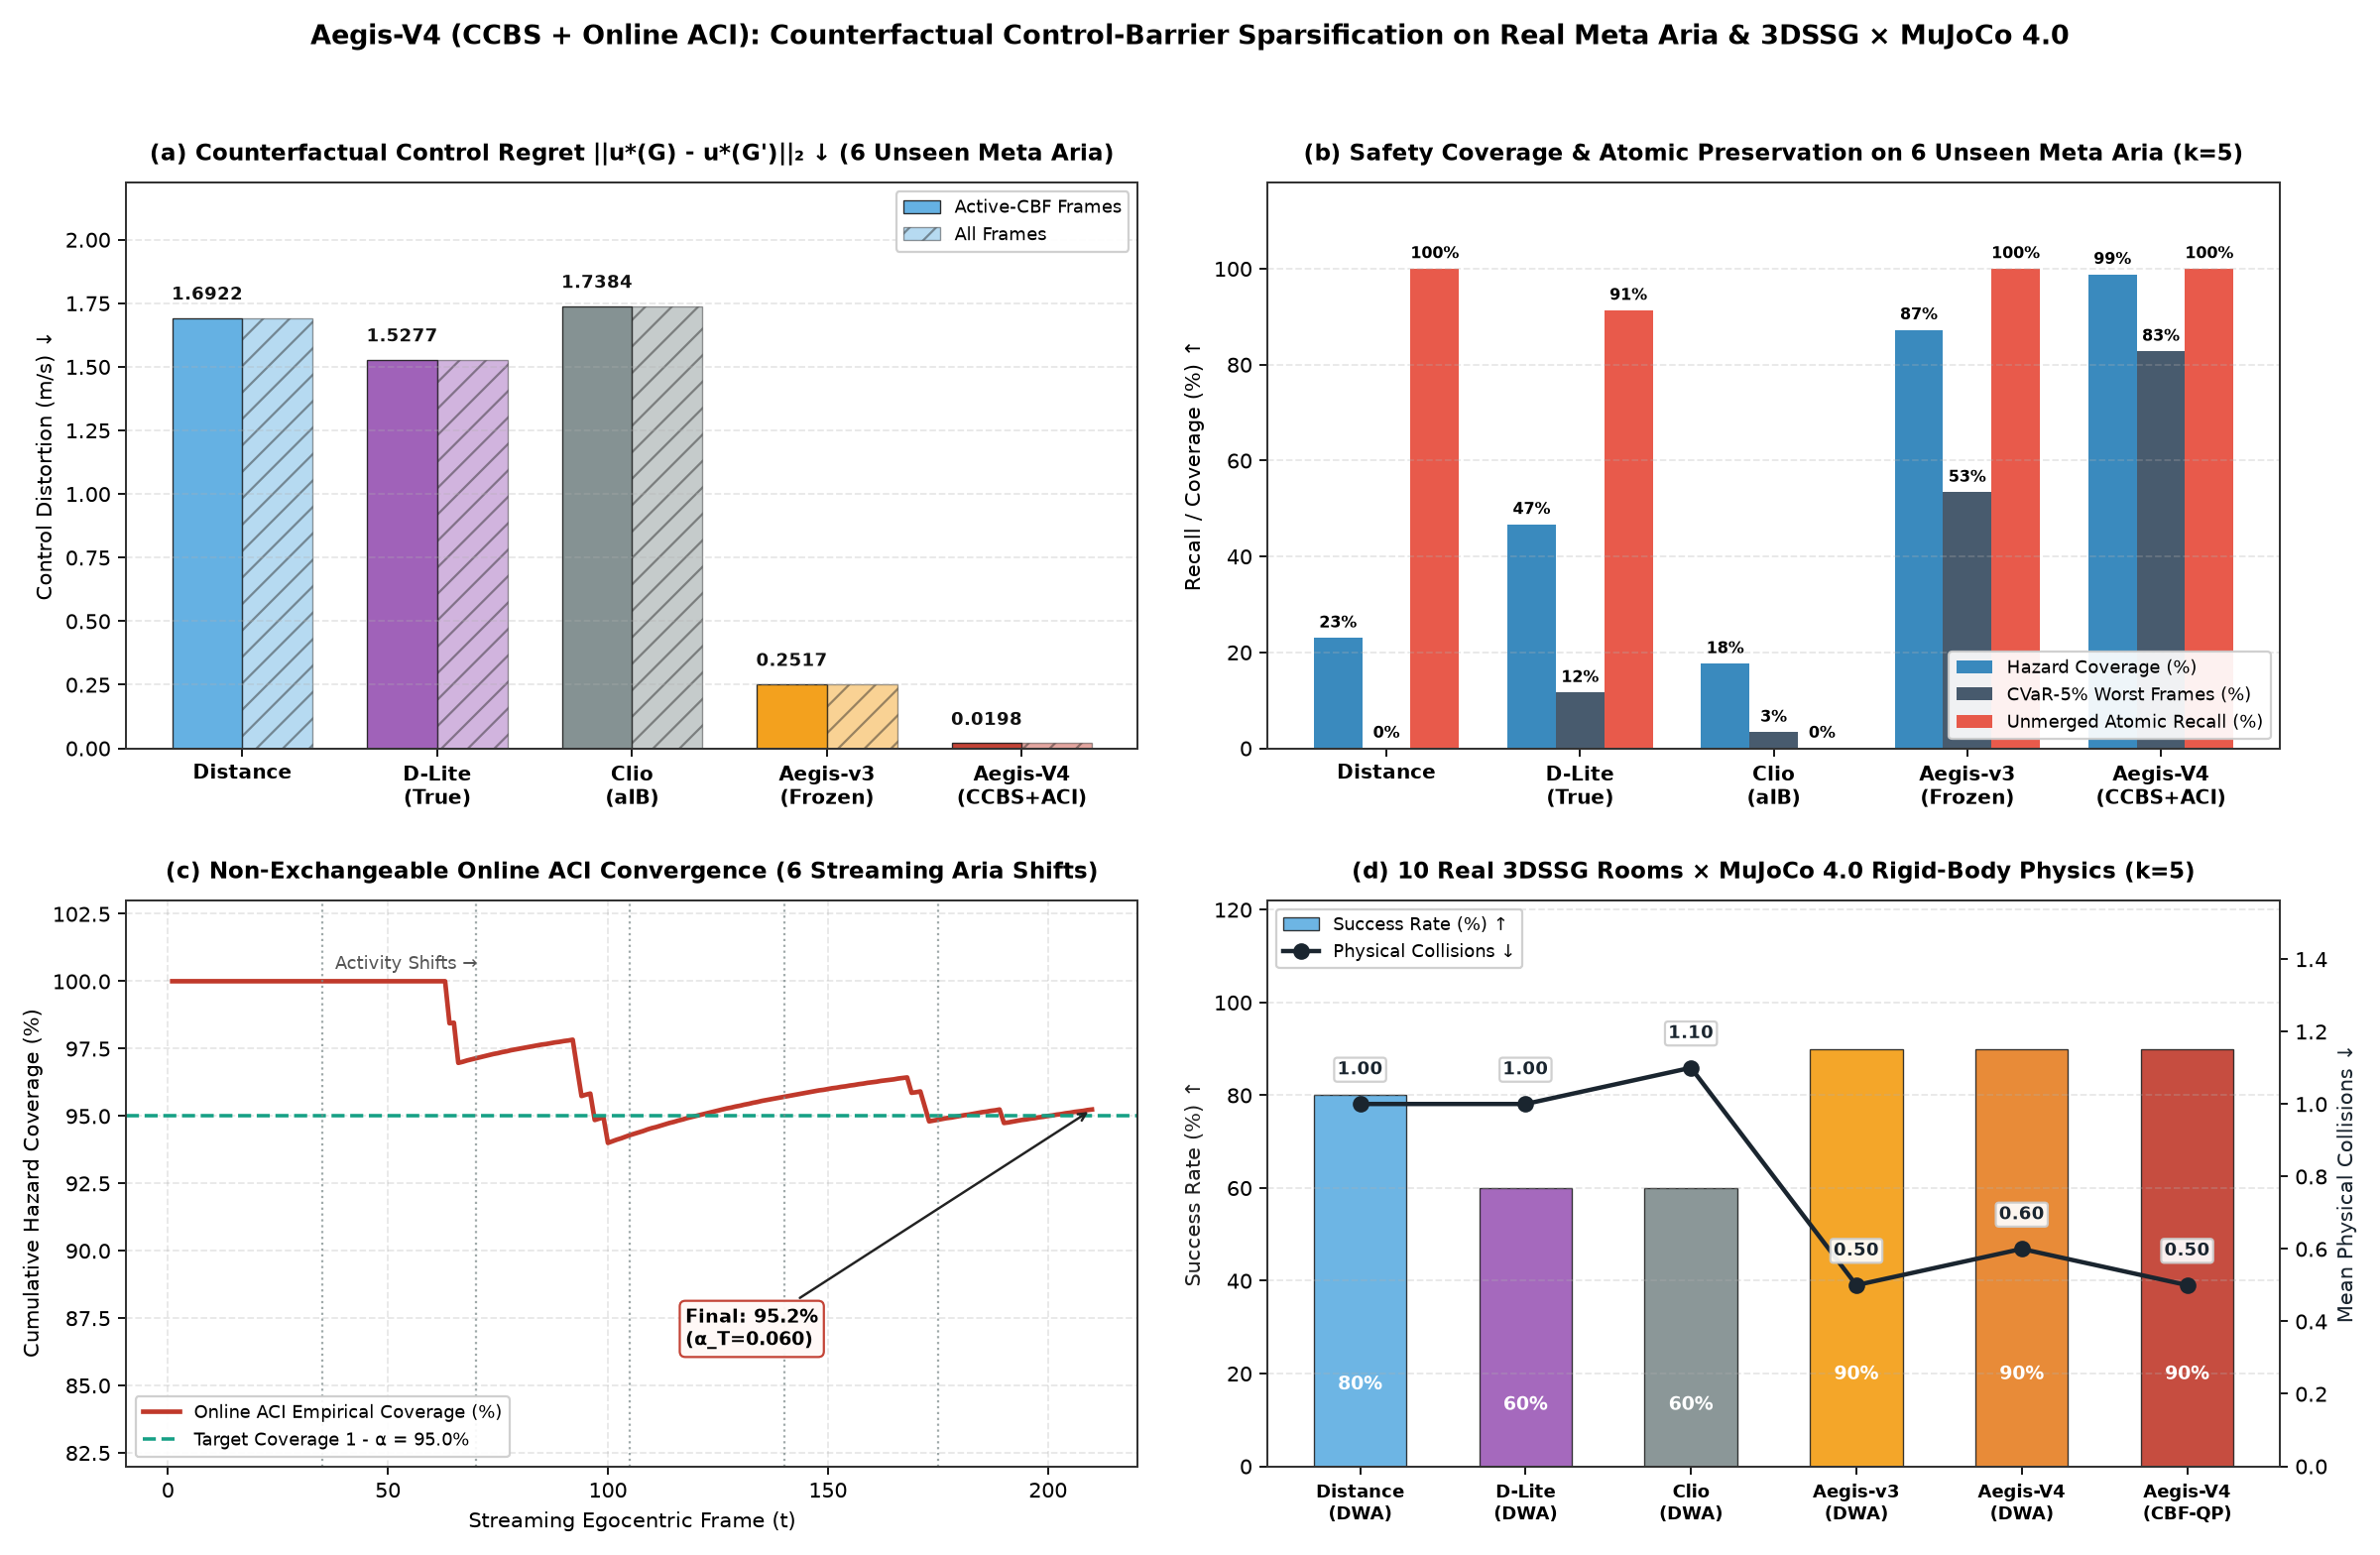 Aegis-V4 (CCBS + Online ACI): Counterfactual Control-Barrier Sparsification on Real Meta Aria & 3DSSG × MuJoCo 4.0
(a) Counterfactual Control Regret ||u*(G) - u*(G')||₂ ↓ (6 Unseen Meta Aria)
Control Distortion (m/s) ↓
2.00
1.75
1.50
1.25
1.00
0.75
0.50
0.25
0.00
Active-CBF Frames
All Frames
1.6922
1.5277
1.7384
0.2517
0.0198
Distance
D-Lite
(True)
Clio
(aIB)
Aegis-v3
(Frozen)
Aegis-V4
(CCBS+ACI)
(b) Safety Coverage & Atomic Preservation on 6 Unseen Meta Aria (k=5)
Recall / Coverage (%) ↑
100
80
60
40
20
0
23%
0%
100%
47%
12%
91%
18%
3%
0%
87%
53%
100%
99%
83%
100%
Hazard Coverage (%)
CVaR-5% Worst Frames (%)
Unmerged Atomic Recall (%)
Distance
D-Lite
(True)
Clio
(aIB)
Aegis-v3
(Frozen)
Aegis-V4
(CCBS+ACI)
(c) Non-Exchangeable Online ACI Convergence (6 Streaming Aria Shifts)
Cumulative Hazard Coverage (%)
102.5
100.0
97.5
95.0
92.5
90.0
87.5
85.0
82.5
Activity Shifts →
Final: 95.2%
(α_T=0.060)
Online ACI Empirical Coverage (%)
Target Coverage 1 - α = 95.0%
0
50
100
150
200
Streaming Egocentric Frame (t)
(d) 10 Real 3DSSG Rooms × MuJoCo 4.0 Rigid-Body Physics (k=5)
Success Rate (%) ↑
120
100
80
60
40
20
0
Success Rate (%) ↑
Physical Collisions ↓
1.00
1.00
1.10
0.50
0.60
0.50
80%
60%
60%
90%
90%
90%
1.4
1.2
1.0
0.8
0.6
0.4
0.2
0.0
Mean Physical Collisions ↓
Distance
(DWA)
D-Lite
(DWA)
Clio
(DWA)
Aegis-v3
(DWA)
Aegis-V4
(DWA)
Aegis-V4
(CBF-QP)